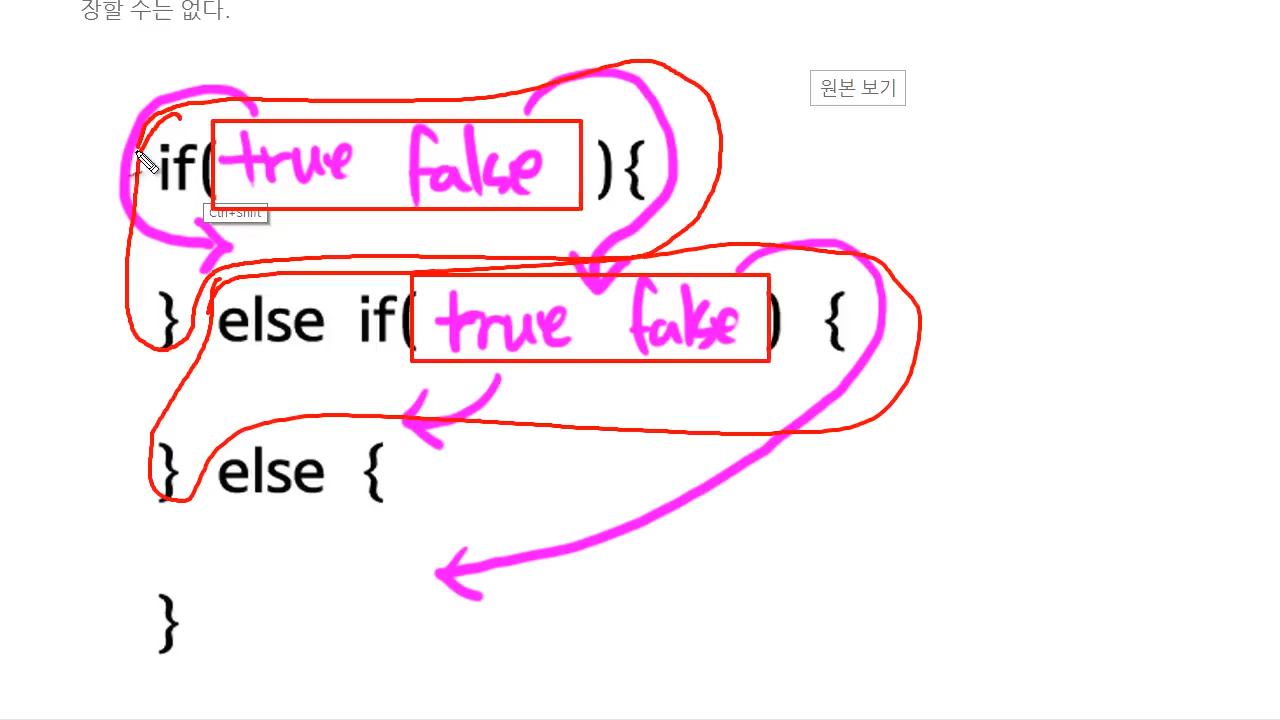 장할 수는 없다.
원본 보기
if( true false ){
Ctrl+Shift
} else if( true false ) {
} else {
}